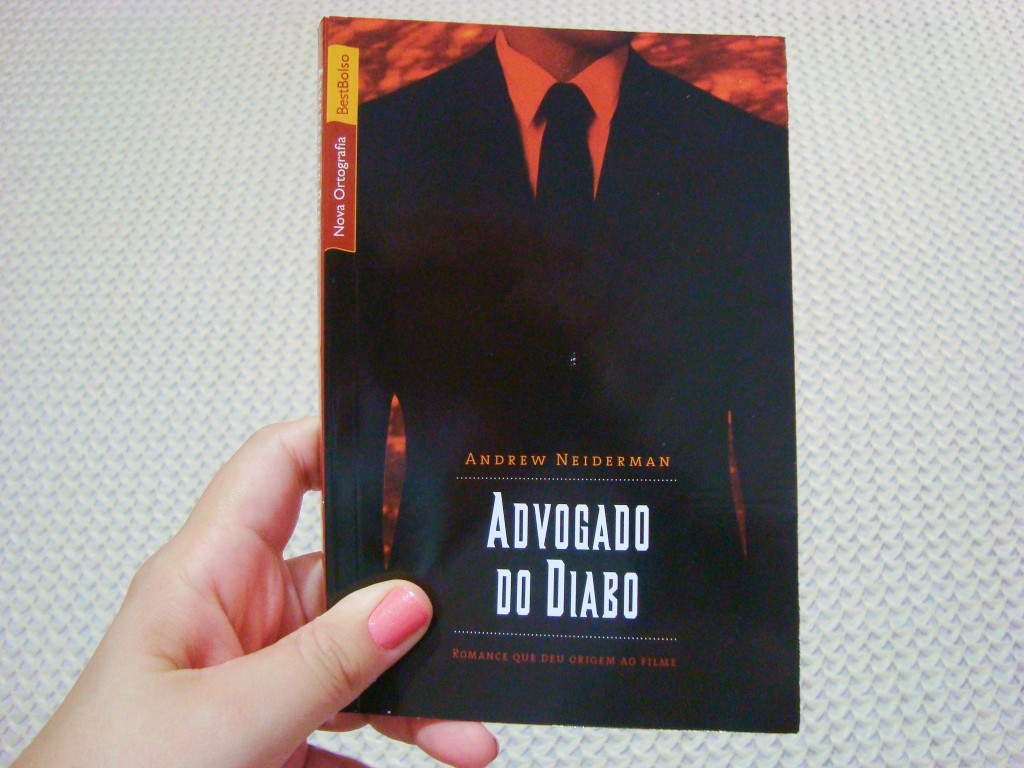 BestBolso
Nova Ortografia
ANDREW NEIDERMAN
ADVOGADO
DO DIABO
ROMANCE QUE DEU ORIGEM AO FILME